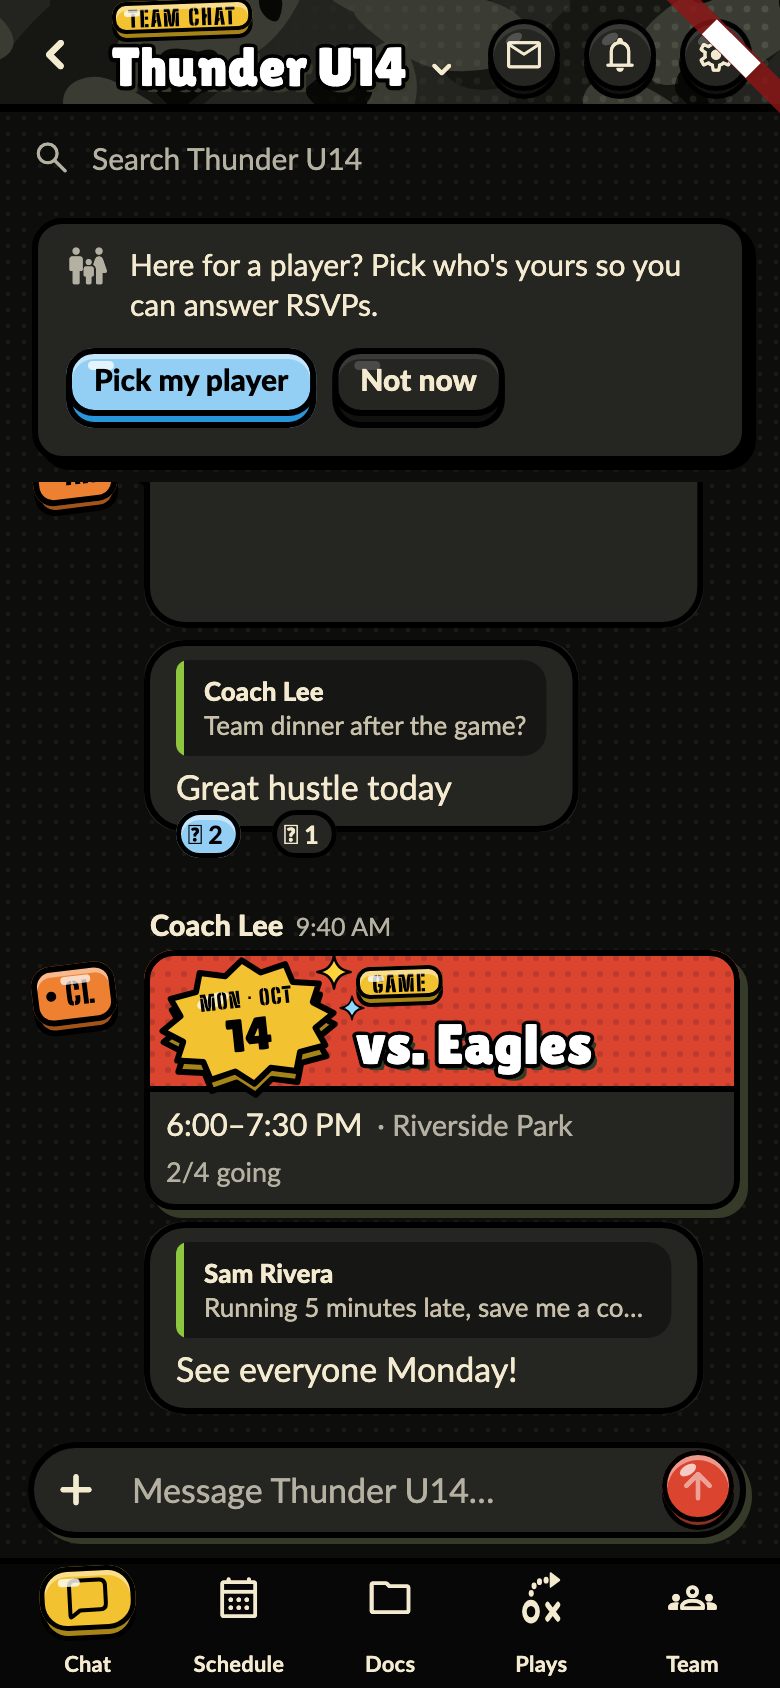 TEAM CHAT
Thunder U14
Search Thunder U14
Here for a player? Pick who's yours so you
can answer RSVPs.
Pick my player
Not now
Coach Lee
Team dinner after the game?
Great hustle today
2
1
Coach Lee 9:40 AM
CL
MON · OCT
14
GAME
vs. Eagles
6:00–7:30 PM · Riverside Park
2/4 going
Sam Rivera
Running 5 minutes late, save me a co...
See everyone Monday!
Message Thunder U14...
OX
Chat
Schedule
Docs
Plays
Team